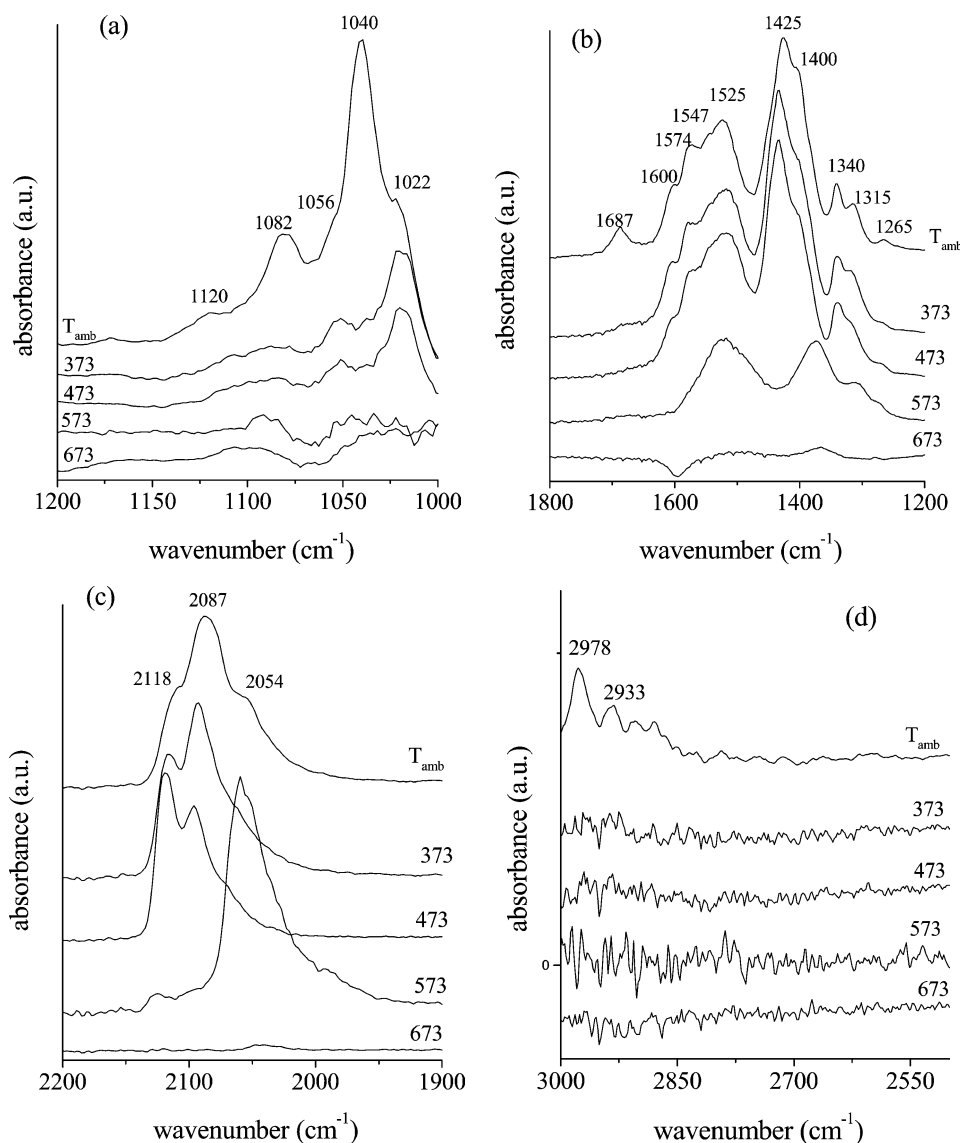 (a)
1040
1056
1022
1082
1120
T_amb
373
473
573
673
absorbance (a.u.)
1200 1150 1100 1050 1000
wavenumber (cm⁻¹)
(b)
1425
1400
1525
1547
1574
1600
1687
1340
1315
1265
T_amb
373
473
573
673
absorbance (a.u.)
1800 1600 1400 1200
wavenumber (cm⁻¹)
(c)
2087
2118
2054
T_amb
373
473
573
673
absorbance (a.u.)
2200 2100 2000 1900
wavenumber (cm⁻¹)
(d)
2978
2933
T_amb
373
473
573
673
0
absorbance (a.u.)
3000 2850 2700 2550
wavenumber (cm⁻¹)